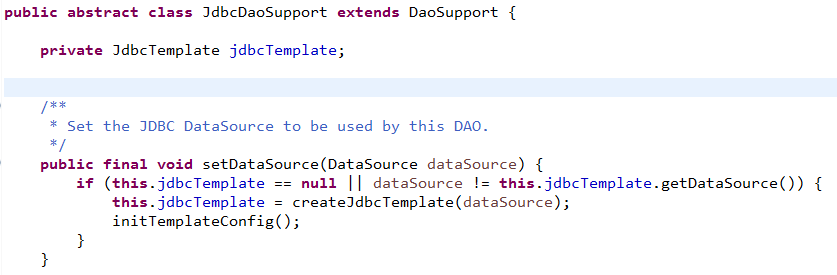 public abstract class JdbcDaoSupport extends DaoSupport {
private JdbcTemplate jdbcTemplate;
/**
* Set the JDBC DataSource to be used by this DAO.
*/
public final void setDataSource(DataSource dataSource) {
if (this.jdbcTemplate == null || dataSource != this.jdbcTemplate.getDataSource()) {
this.jdbcTemplate = createJdbcTemplate(dataSource);
initTemplateConfig();
}
}